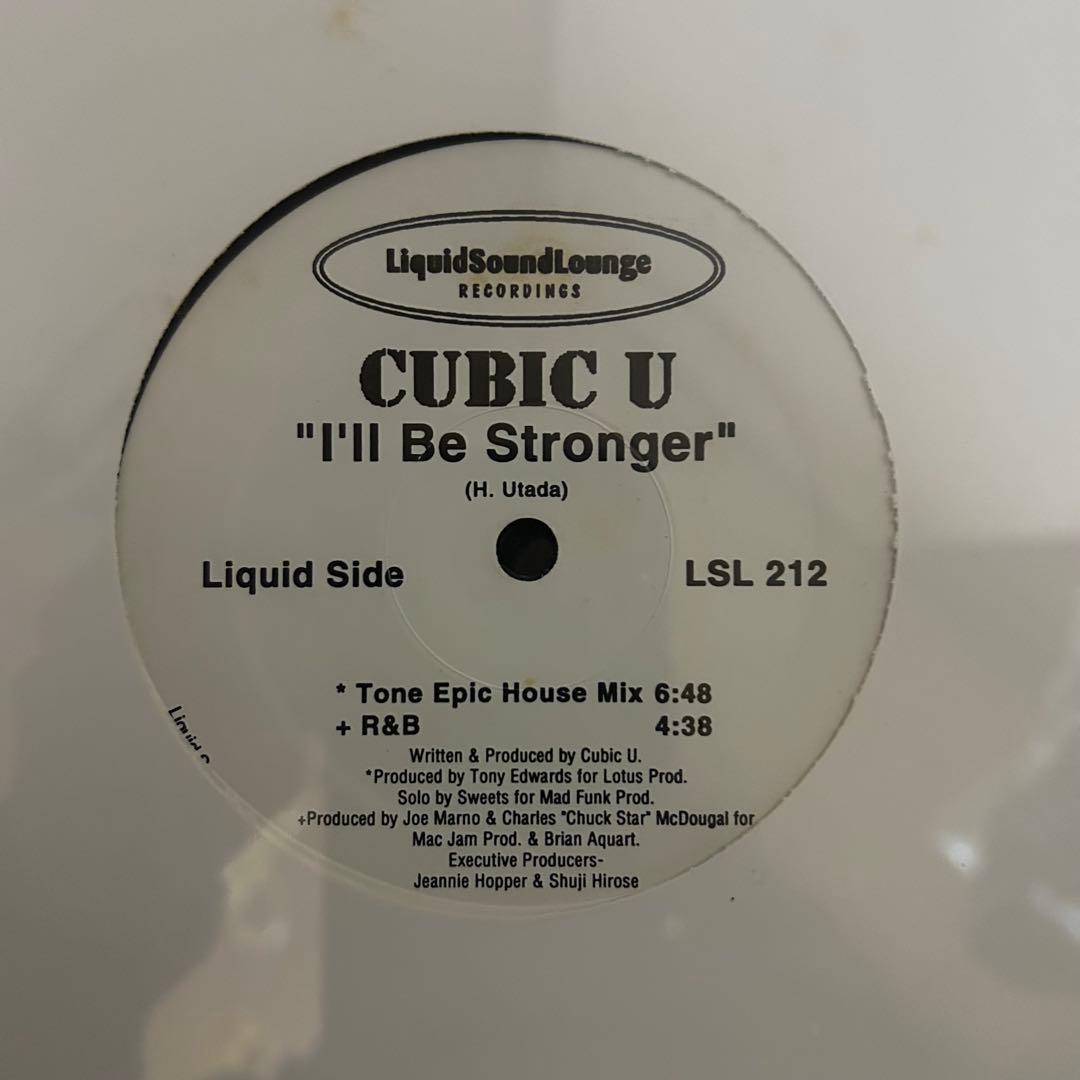 LiquidSoundLounge
RECORDINGS
CUBIC U
"I'll Be Stronger"
(H. Utada)
Liquid Side LSL 212
* Tone Epic House Mix 6:48
+ R&B 4:38
Written & Produced by Cubic U.
*Produced by Tony Edwards for Lotus Prod.
Solo by Sweets for Mad Funk Prod.
+Produced by Joe Marno & Charles "Chuck Star" McDougal for
Mac Jam Prod. & Brian Aquart.
Executive Producers-
Jeannie Hopper & Shuji Hirose